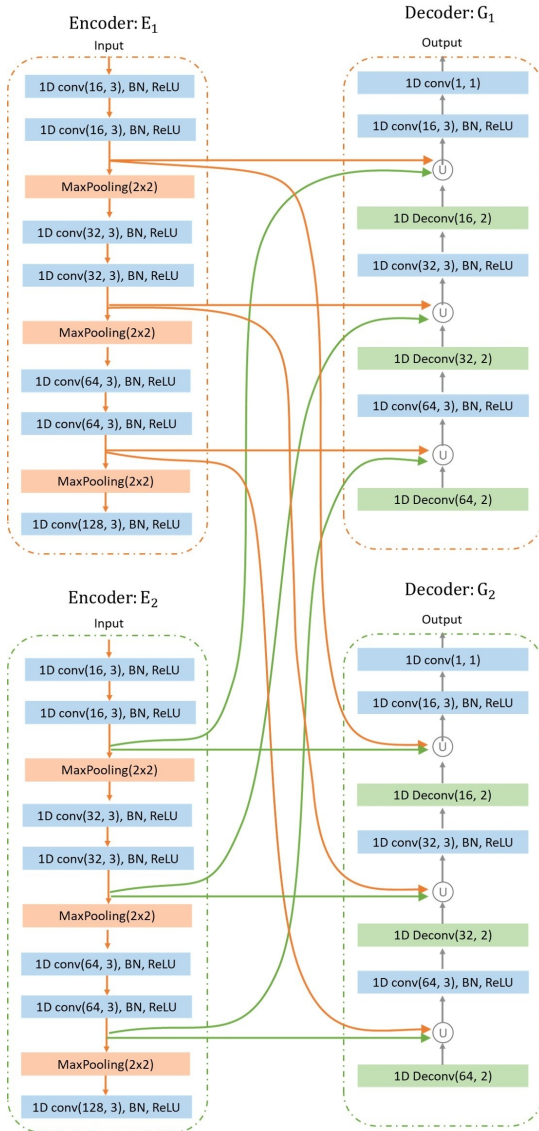 Encoder: E₁
Input
1D conv(16, 3), BN, ReLU
1D conv(16, 3), BN, ReLU
MaxPooling(2x2)
1D conv(32, 3), BN, ReLU
1D conv(32, 3), BN, ReLU
MaxPooling(2x2)
1D conv(64, 3), BN, ReLU
1D conv(64, 3), BN, ReLU
MaxPooling(2x2)
1D conv(128, 3), BN, ReLU
Decoder: G₁
Output
1D conv(1, 1)
1D conv(16, 3), BN, ReLU
U
1D Deconv(16, 2)
1D conv(32, 3), BN, ReLU
U
1D Deconv(32, 2)
1D conv(64, 3), BN, ReLU
U
1D Deconv(64, 2)
Encoder: E₂
Input
1D conv(16, 3), BN, ReLU
1D conv(16, 3), BN, ReLU
MaxPooling(2x2)
1D conv(32, 3), BN, ReLU
1D conv(32, 3), BN, ReLU
MaxPooling(2x2)
1D conv(64, 3), BN, ReLU
1D conv(64, 3), BN, ReLU
MaxPooling(2x2)
1D conv(128, 3), BN, ReLU
Decoder: G₂
Output
1D conv(1, 1)
1D conv(16, 3), BN, ReLU
U
1D Deconv(16, 2)
1D conv(32, 3), BN, ReLU
U
1D Deconv(32, 2)
1D conv(64, 3), BN, ReLU
U
1D Deconv(64, 2)